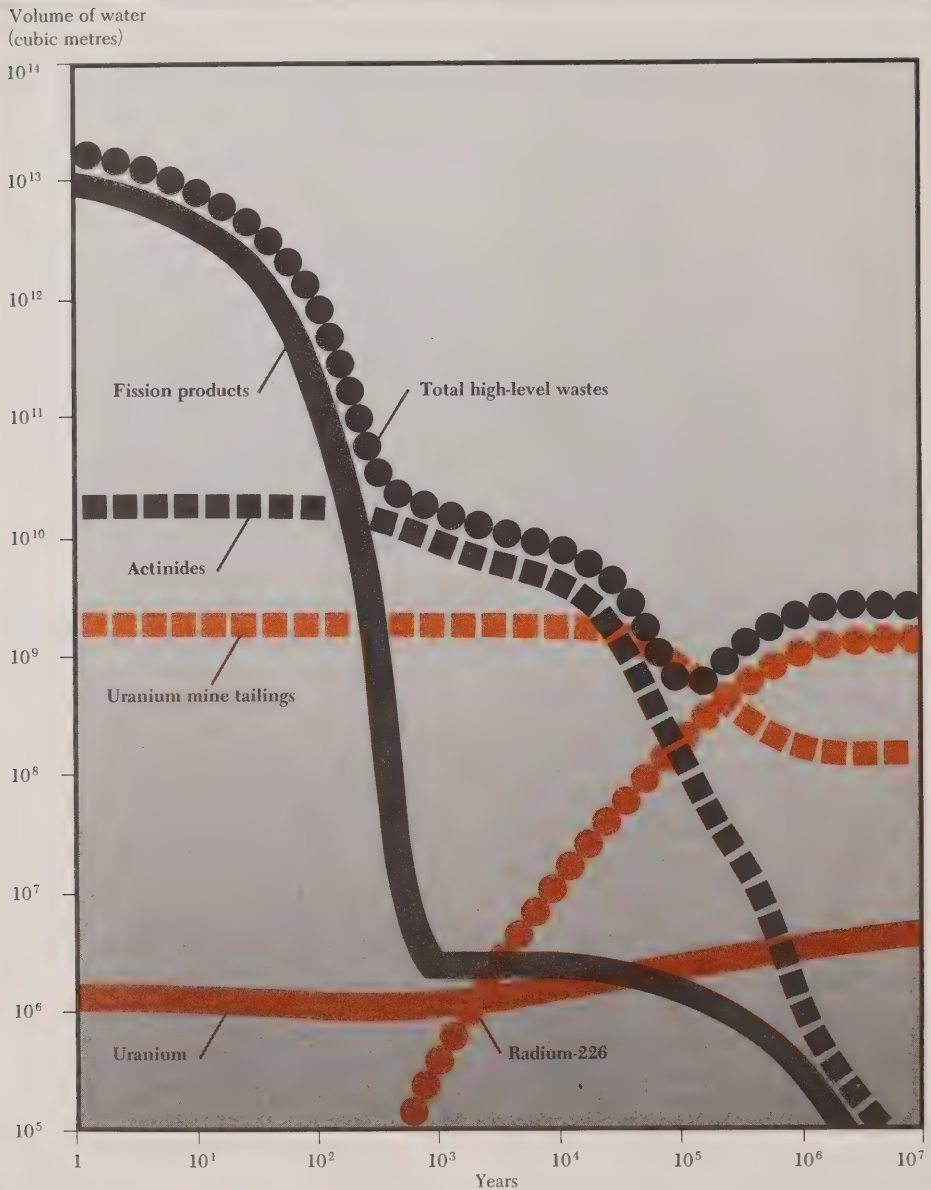 Volume of water
(cubic metres)
10¹⁴
10¹³
10¹²
Fission products
Total high-level wastes
10¹¹
10¹⁰
Actinides
10⁹
Uranium mine tailings
10⁸
10⁷
10⁶
Uranium
Radium-226
10⁵
1 10¹ 10² 10³ 10⁴ 10⁵ 10⁶ 10⁷
Years